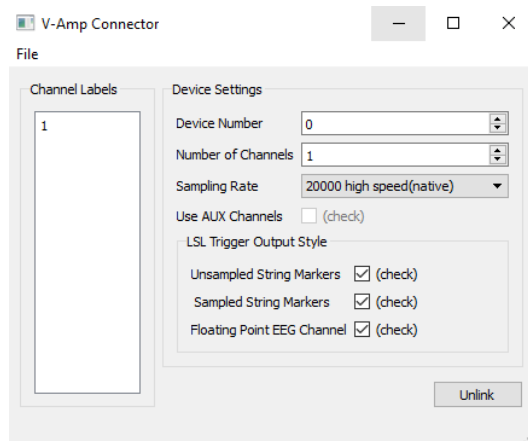 V-Amp Connector
File
Channel Labels
1
Device Settings
Device Number 0
Number of Channels 1
Sampling Rate 20000 high speed(native)
Use AUX Channels (check)
LSL Trigger Output Style
Unsampled String Markers (check)
Sampled String Markers (check)
Floating Point EEG Channel (check)
Unlink